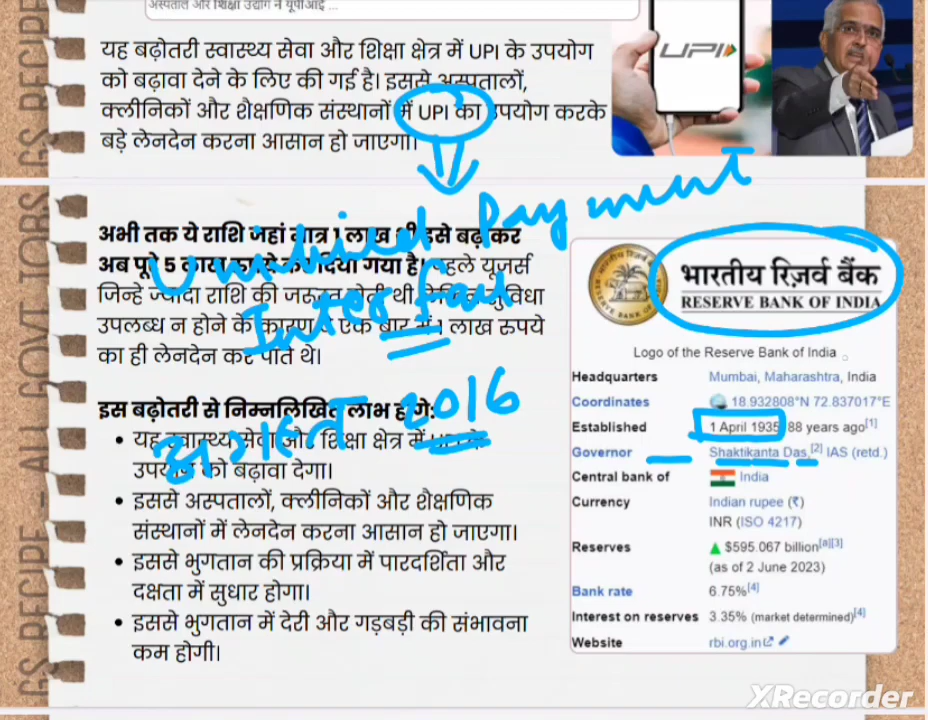 अस्पताल और शिक्षा उद्योग ने यूपीआई ...
यह बढ़ोतरी स्वास्थ्य सेवा और शिक्षा क्षेत्र में UPI के उपयोग
को बढ़ावा देने के लिए की गई है। इससे अस्पतालों,
क्लीनिकों और शैक्षणिक संस्थानों में UPI का उपयोग करके
बड़े लेनदेन करना आसान हो जाएगा।
UPI
Payment
अभी तक ये राशि जहां मात्र 1 लाख थी इसे बढ़ाकर
अब पूरे 5 लाख रुपये कर दिया गया है। पहले यूजर्स
जिन्हे ज्यादा राशि की जरूरत होती थी लेकिन सुविधा
उपलब्ध न होने के कारण वे एक बार में 1 लाख रुपये
का ही लेनदेन कर पाते थे।
Inter
2016
इस बढ़ोतरी से निम्नलिखित लाभ होंगे:
• यह स्वास्थ्य सेवा और शिक्षा क्षेत्र में UPI के
उपयोग को बढ़ावा देगा।
• इससे अस्पतालों, क्लीनिकों और शैक्षणिक
संस्थानों में लेनदेन करना आसान हो जाएगा।
• इससे भुगतान की प्रक्रिया में पारदर्शिता और
दक्षता में सुधार होगा।
• इससे भुगतान में देरी और गड़बड़ी की संभावना
कम होगी।
भारतीय रिज़र्व बैंक
RESERVE BANK OF INDIA
Logo of the Reserve Bank of India
Headquarters Mumbai, Maharashtra, India
Coordinates 18.932808°N 72.837017°E
Established 1 April 1935 88 years ago[1]
Governor Shaktikanta Das,[2] IAS (retd.)
Central bank of India
Currency Indian rupee (₹)
INR (ISO 4217)
Reserves $595.067 billion[a][3]
(as of 2 June 2023)
Bank rate 6.75%[4]
Interest on reserves 3.35% (market determined)[4]
Website rbi.org.in
GS RECIPE - ALL GOVT JOBS GS RECIPE
XRecorder